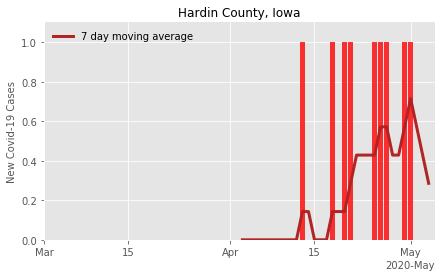 Hardin County, Iowa
7 day moving average
New Covid-19 Cases
1.0
0.8
0.6
0.4
0.2
0.0
Mar 15 Apr 15 May
2020-May